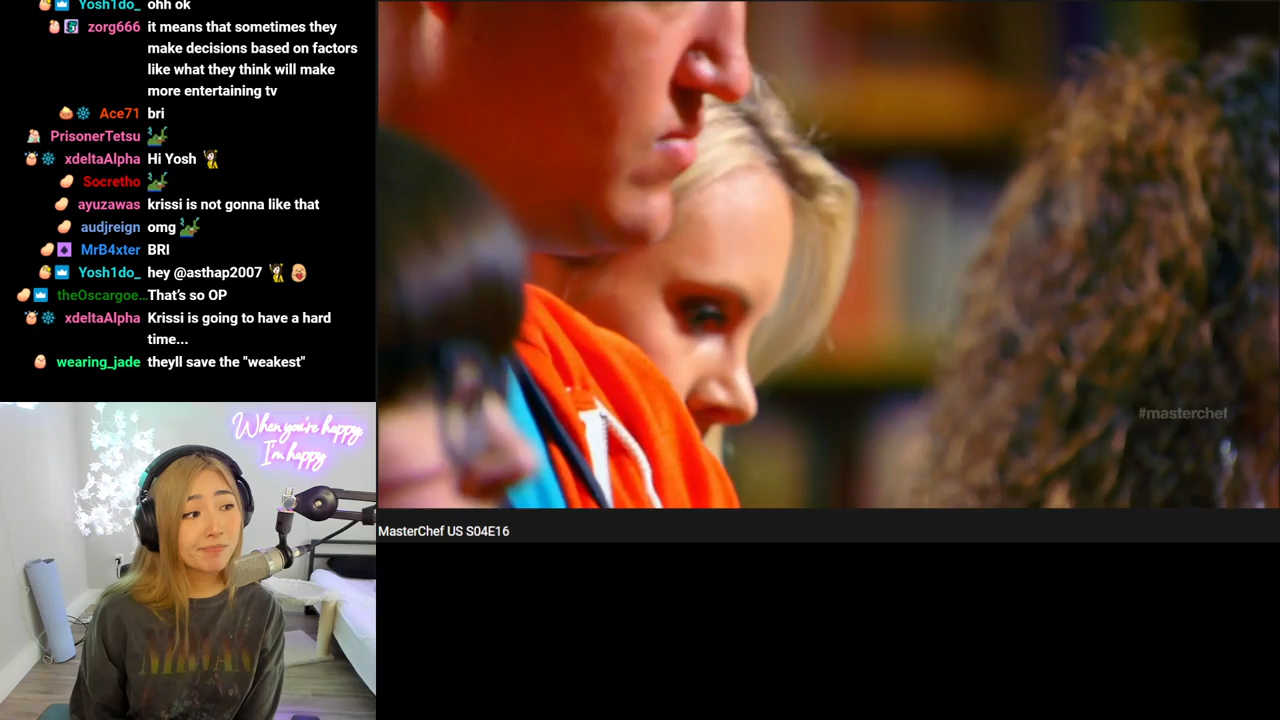 Yosh1do_ ohh ok
zorg666 it means that sometimes they
make decisions based on factors
like what they think will make
more entertaining tv
Ace71 bri
PrisonerTetsu
xdeltaAlpha Hi Yosh
Socretho
ayuzawas krissi is not gonna like that
audjreign omg
MrB4xter BRI
Yosh1do_ hey @asthap2007
theOscargoe... That's so OP
xdeltaAlpha Krissi is going to have a hard
time...
wearing_jade theyll save the "weakest"
#masterchef
MasterChef US S04E16
When you're happy
I'm happy